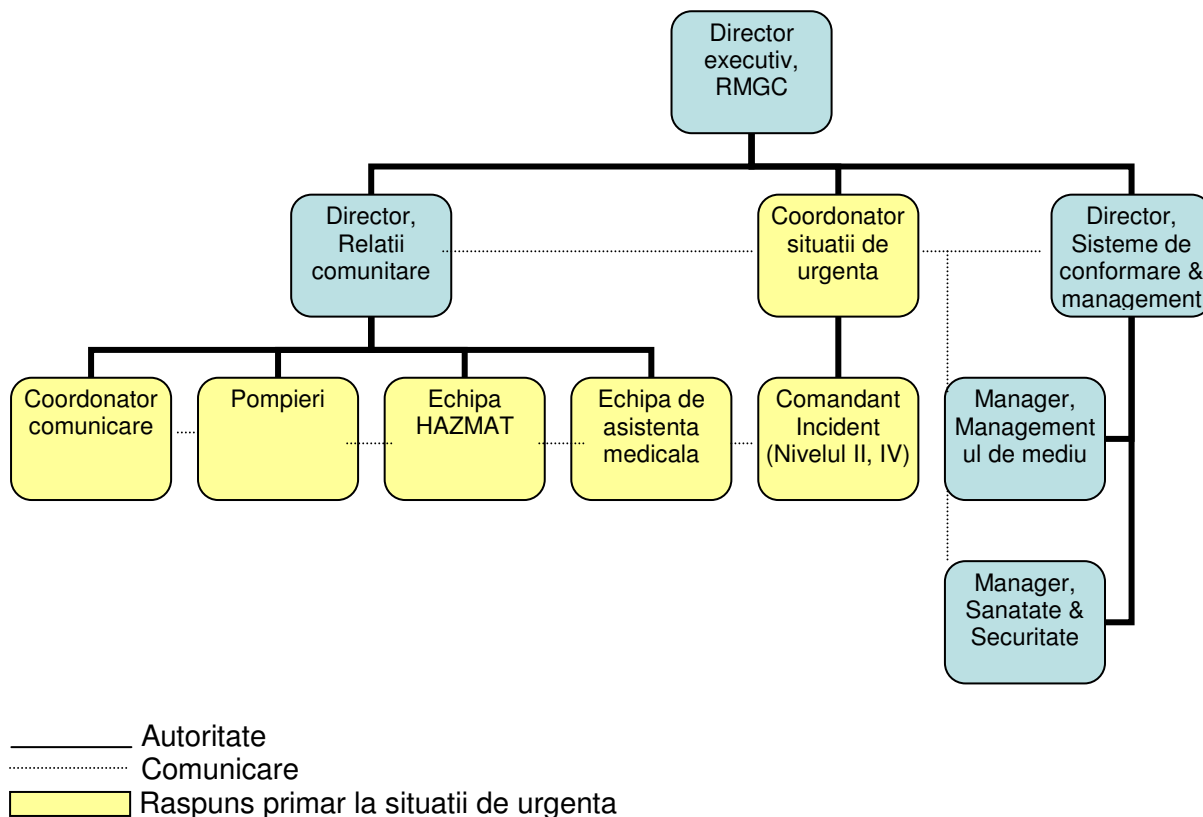 Director
executiv,
RMGC
Director,
Relatii
comunitare
Coordonator
situatii de
urgenta
Director,
Sisteme de
conformare &
management
Coordonator
comunicare
Pompieri
Echipa
HAZMAT
Echipa de
asistenta
medicala
Comandant
Incident
(Nivelul II, IV)
Manager,
Management
ul de mediu
Manager,
Sanatate &
Securitate
Autoritate
Comunicare
Raspuns primar la situatii de urgenta